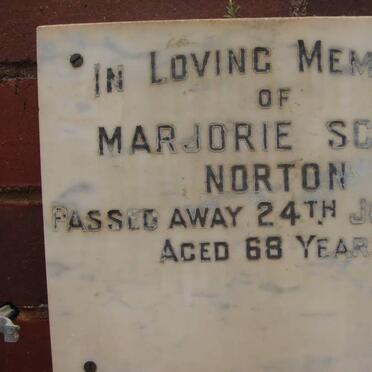 IN LOVING MEM
OF
MARJORIE SC
NORTON
PASSED AWAY 24TH J
AGED 68 YEAR